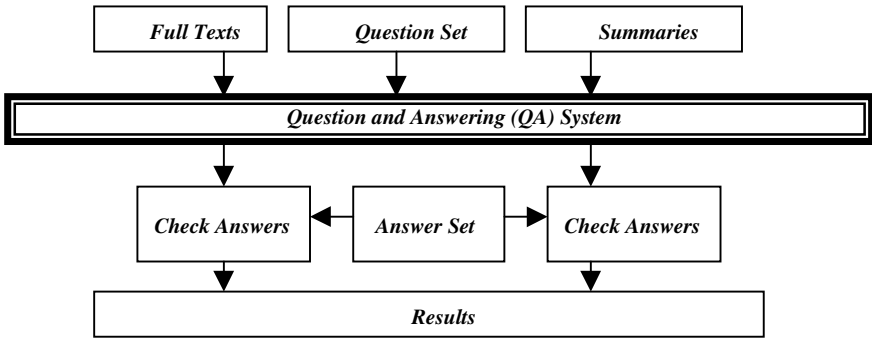 Full Texts
Question Set
Summaries
Question and Answering (QA) System
Check Answers
Answer Set
Check Answers
Results